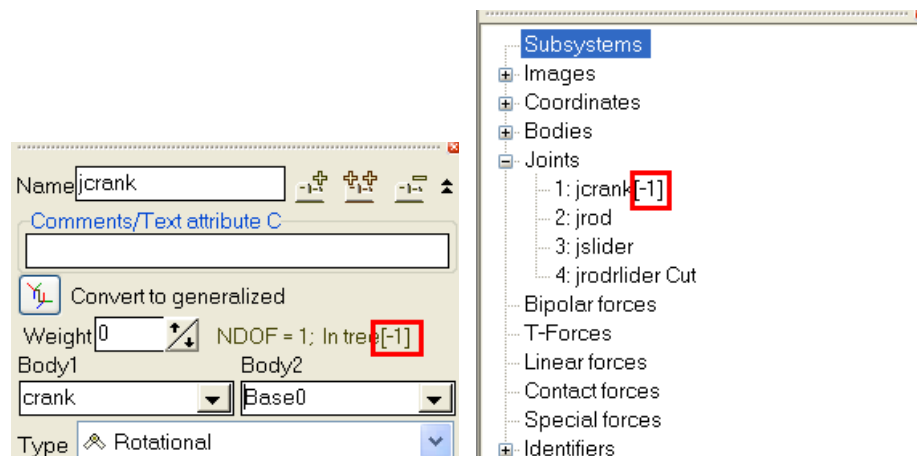 Name jcrank
Comments/Text attribute C
Convert to generalized
Weight 0 NDOF = 1; In tree[-1]
Body1 Body2
crank Base0
Type Rotational
Subsystems
Images
Coordinates
Bodies
Joints
1: jcrank[-1]
2: jrod
3: jslider
4: jrodrlider Cut
Bipolar forces
T-Forces
Linear forces
Contact forces
Special forces
Identifiers